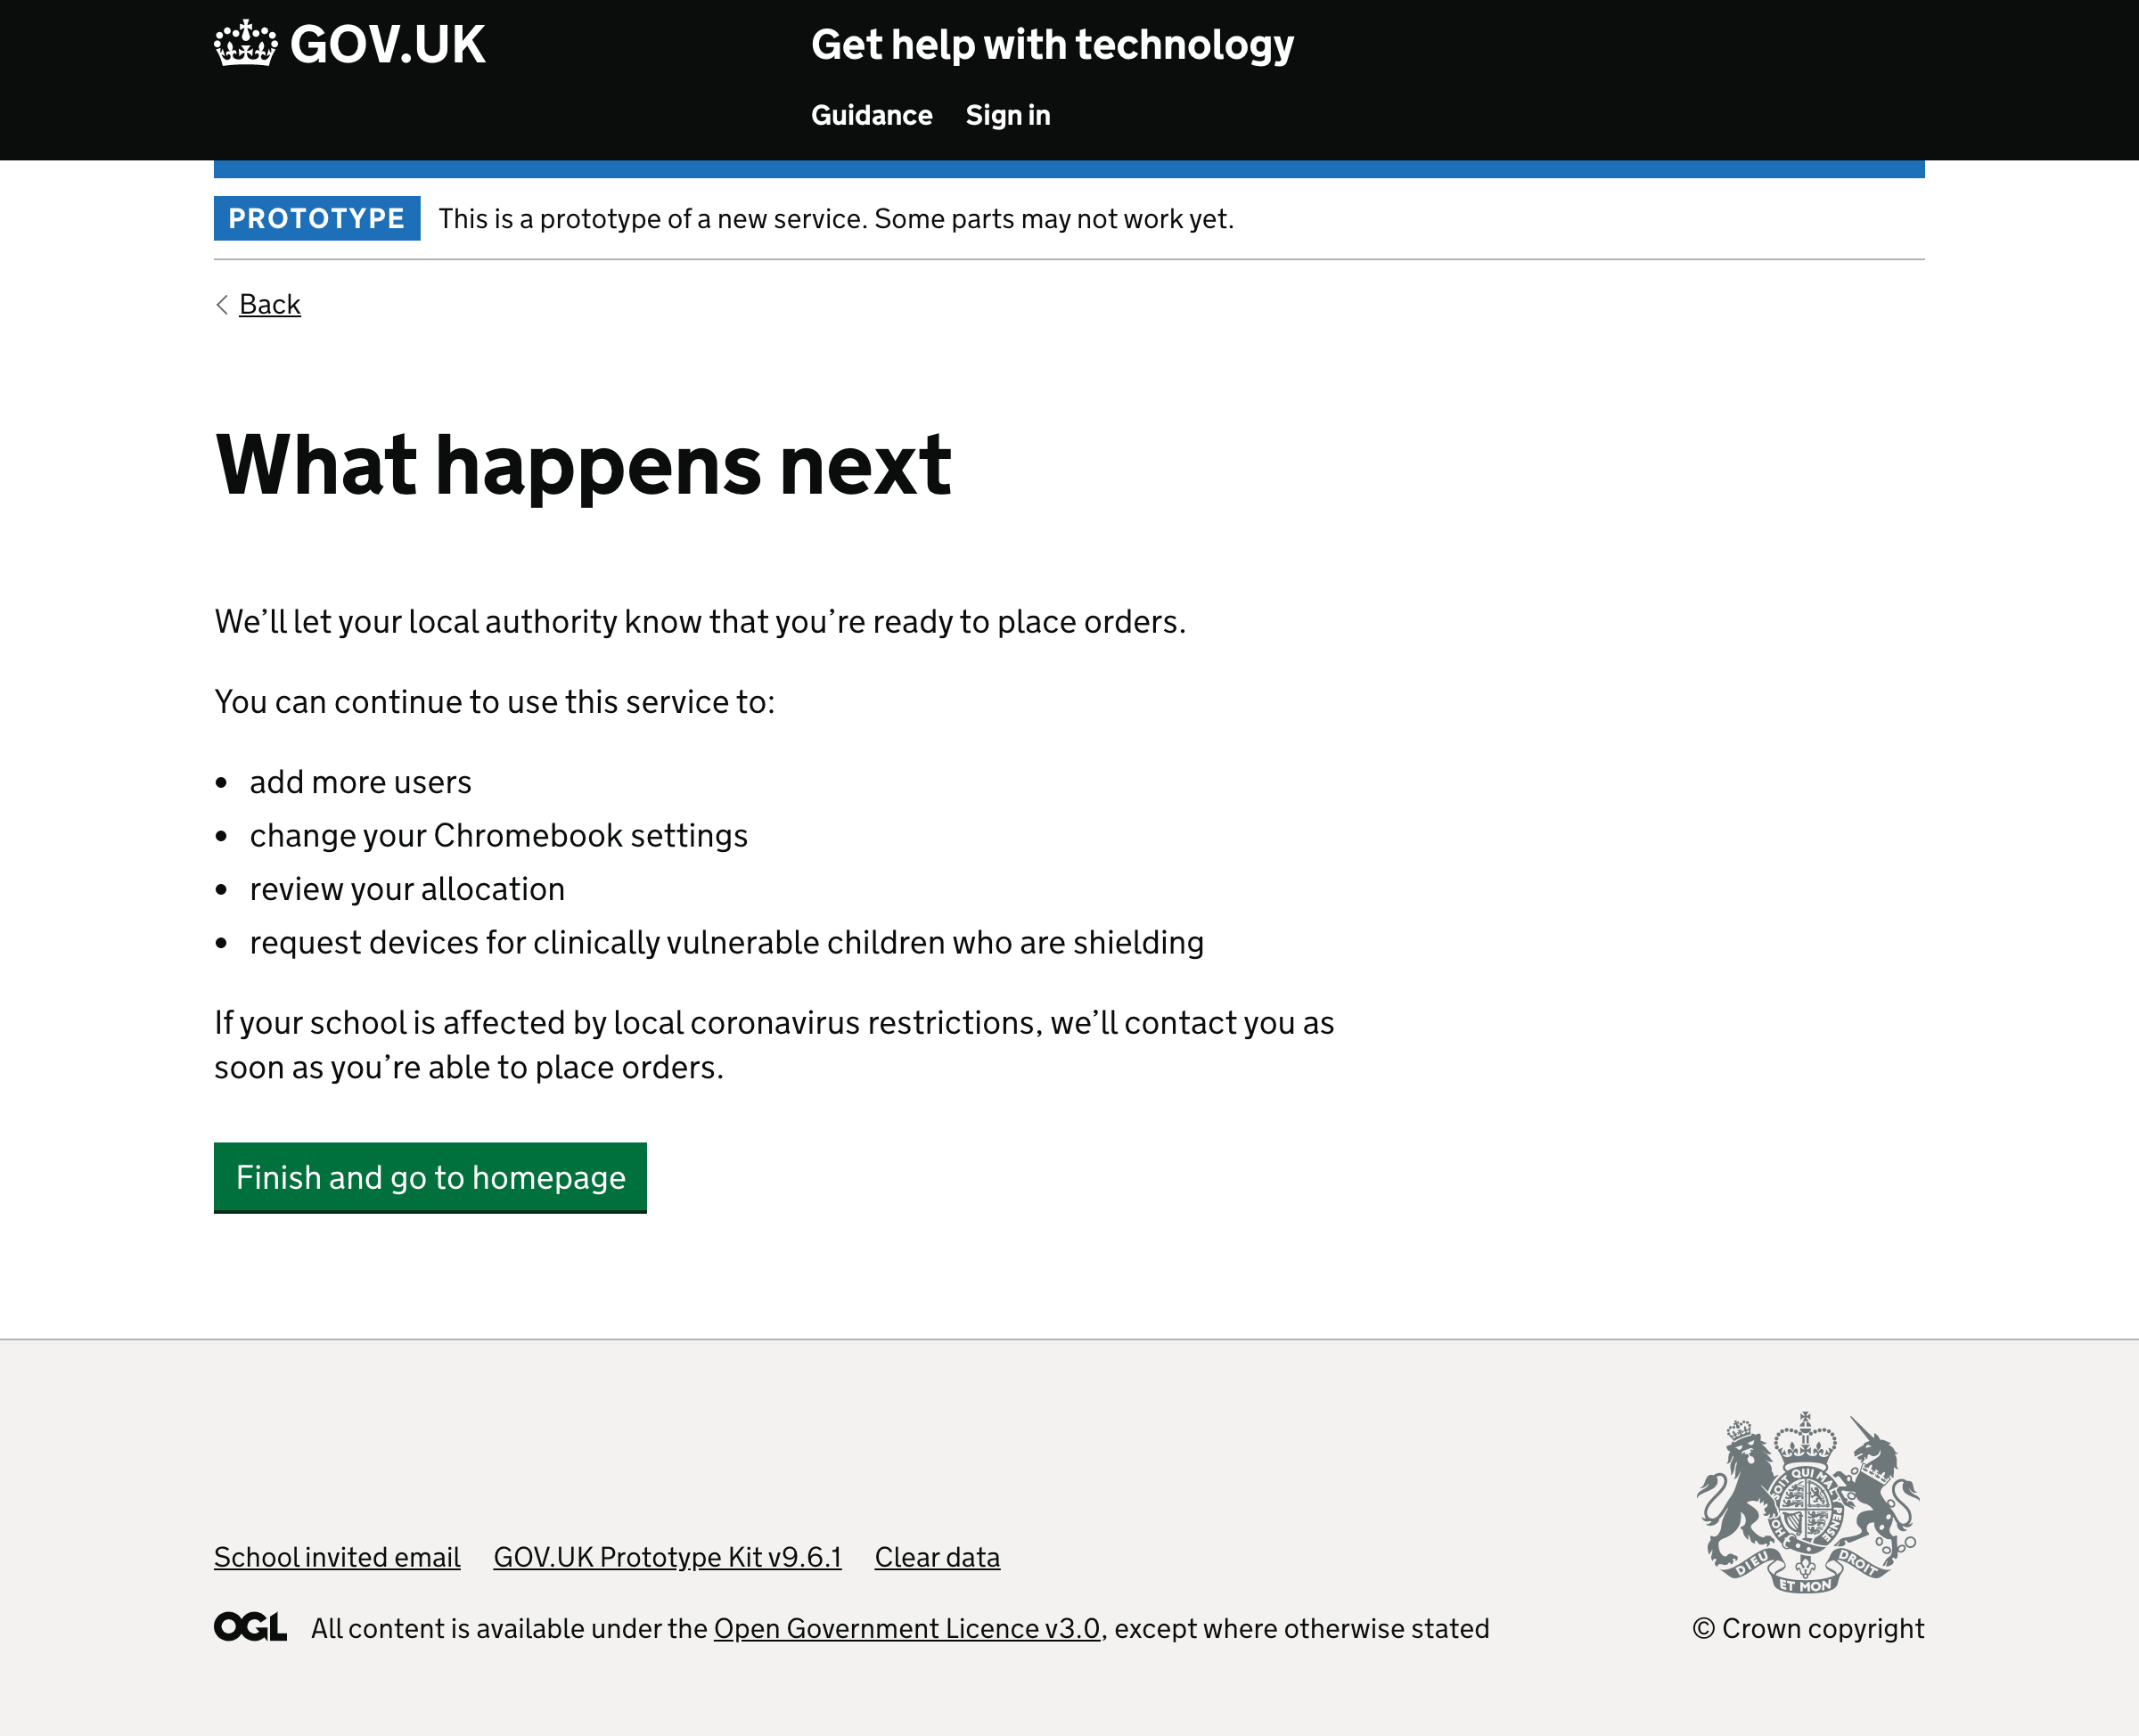 GOV.UK
Get help with technology
Guidance Sign in
PROTOTYPE This is a prototype of a new service. Some parts may not work yet.
Back
What happens next
We’ll let your local authority know that you’re ready to place orders.
You can continue to use this service to:
• add more users
• change your Chromebook settings
• review your allocation
• request devices for clinically vulnerable children who are shielding
If your school is affected by local coronavirus restrictions, we’ll contact you as
soon as you’re able to place orders.
Finish and go to homepage
School invited email GOV.UK Prototype Kit v9.6.1 Clear data
OGL All content is available under the Open Government Licence v3.0, except where otherwise stated
DIEU ET MON DROIT
© Crown copyright